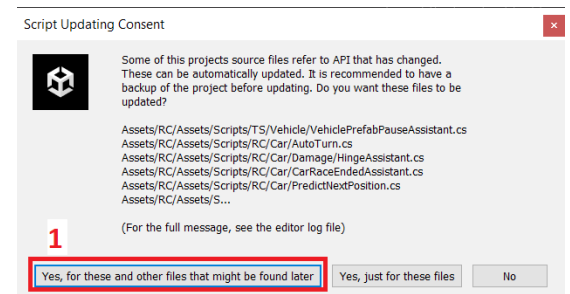 Script Updating Consent
Some of this projects source files refer to API that has changed.
These can be automatically updated. It is recommended to have a
backup of the project before updating. Do you want these files to be
updated?
Assets/RC/Assets/Scripts/TS/Vehicle/VehiclePrefabPauseAssistant.cs
Assets/RC/Assets/Scripts/RC/Car/AutoTurn.cs
Assets/RC/Assets/Scripts/RC/Car/Damage/HingeAssistant.cs
Assets/RC/Assets/Scripts/RC/Car/CarRaceEndedAssistant.cs
Assets/RC/Assets/Scripts/RC/Car/PredictNextPosition.cs
Assets/RC/Assets/S...
(For the full message, see the editor log file)
1
Yes, for these and other files that might be found later Yes, just for these files No